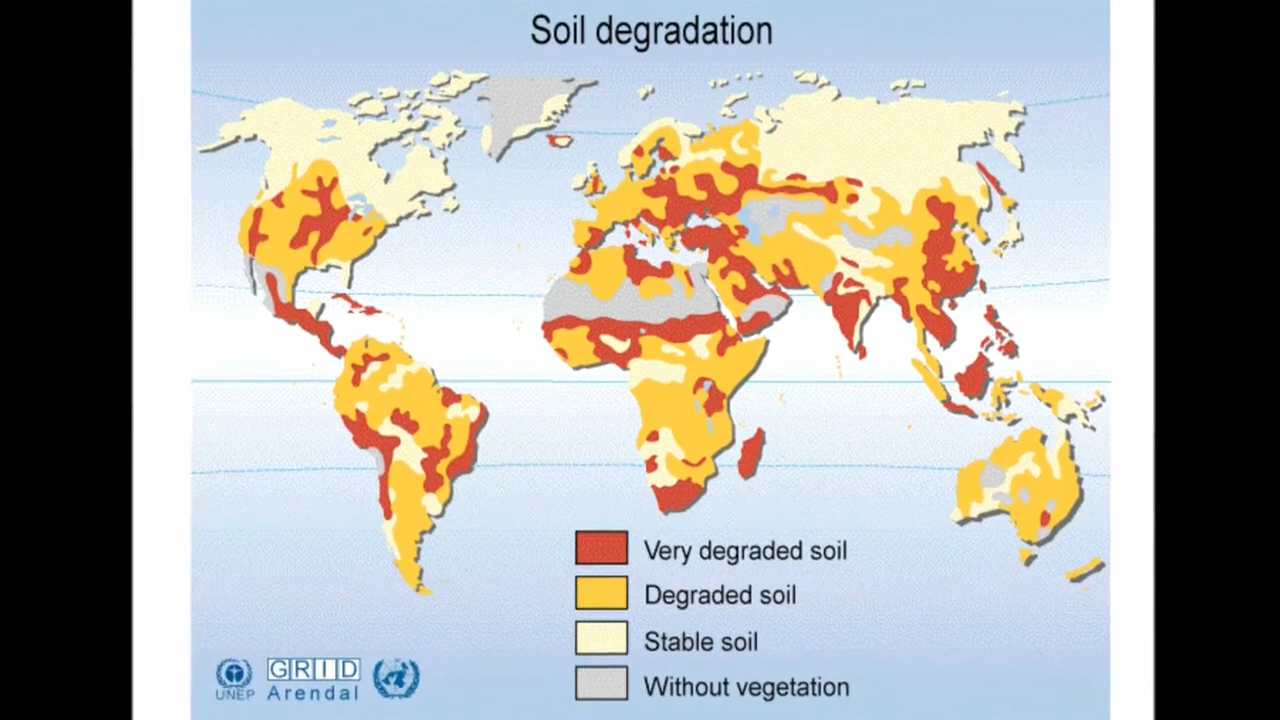 Soil degradation
Very degraded soil
Degraded soil
Stable soil
Without vegetation
UNEP
GRID
Arendal